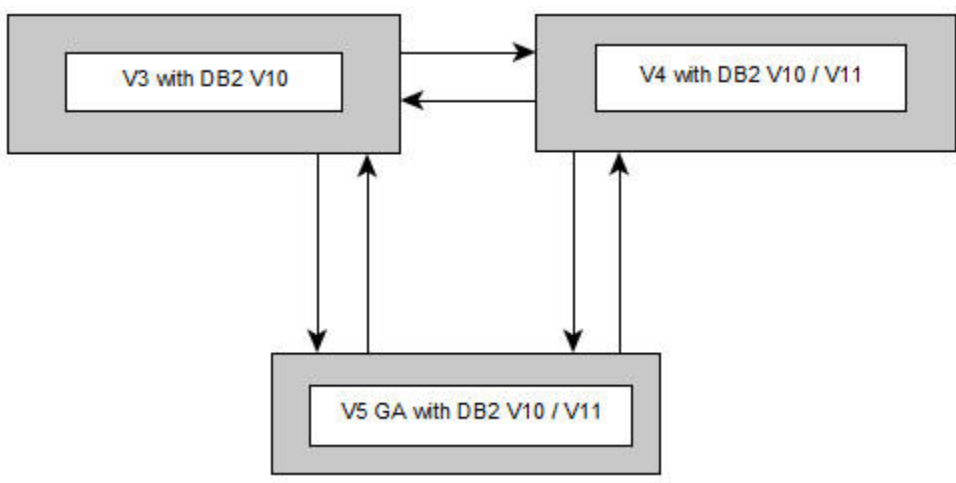 V3 with DB2 V10
V4 with DB2 V10 / V11
V5 GA with DB2 V10 / V11